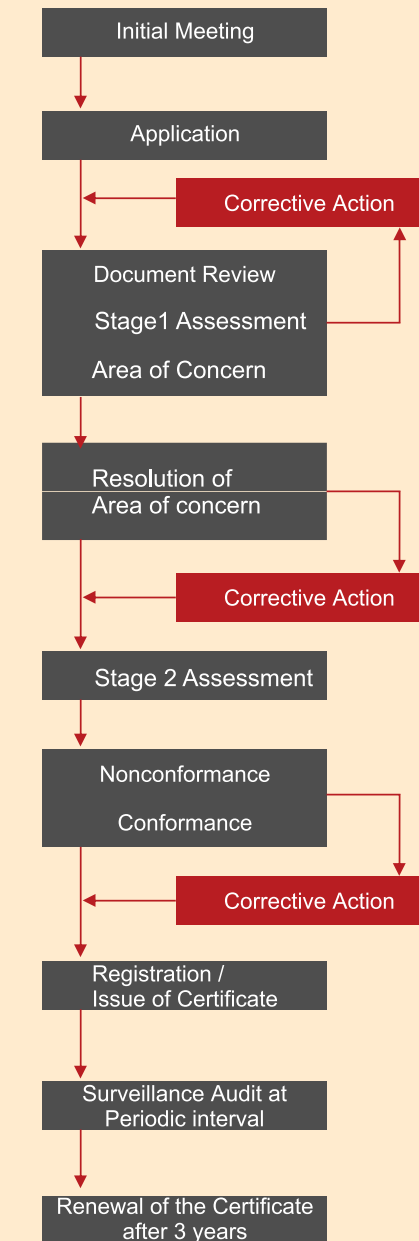 Initial Meeting
Application
Corrective Action
Document Review
Stage1 Assessment
Area of Concern
Resolution of
Area of concern
Corrective Action
Stage 2 Assessment
Nonconformance
Conformance
Corrective Action
Registration /
Issue of Certificate
Surveillance Audit at
Periodic interval
Renewal of the Certificate
after 3 years